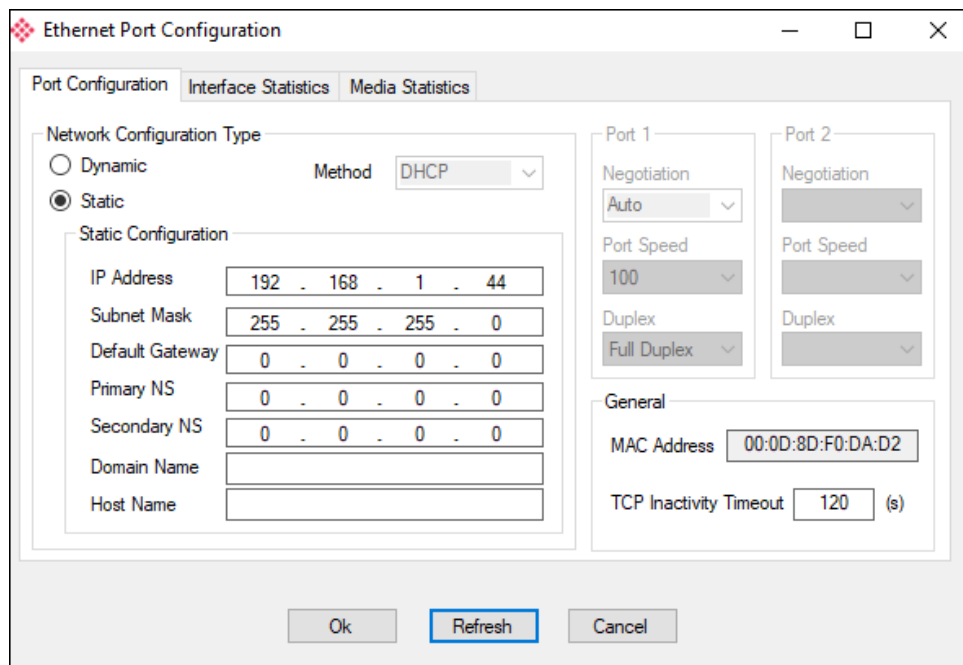 Ethernet Port Configuration
Port Configuration Interface Statistics Media Statistics
Network Configuration Type
Dynamic Method DHCP
Static
Static Configuration
IP Address 192 . 168 . 1 . 44
Subnet Mask 255 . 255 . 255 . 0
Default Gateway 0 . 0 . 0 . 0
Primary NS 0 . 0 . 0 . 0
Secondary NS 0 . 0 . 0 . 0
Domain Name
Host Name
Port 1
Negotiation
Auto
Port Speed
100
Duplex
Full Duplex
Port 2
Negotiation
Port Speed
Duplex
General
MAC Address 00:0D:8D:F0:DA:D2
TCP Inactivity Timeout 120 (s)
Ok Refresh Cancel